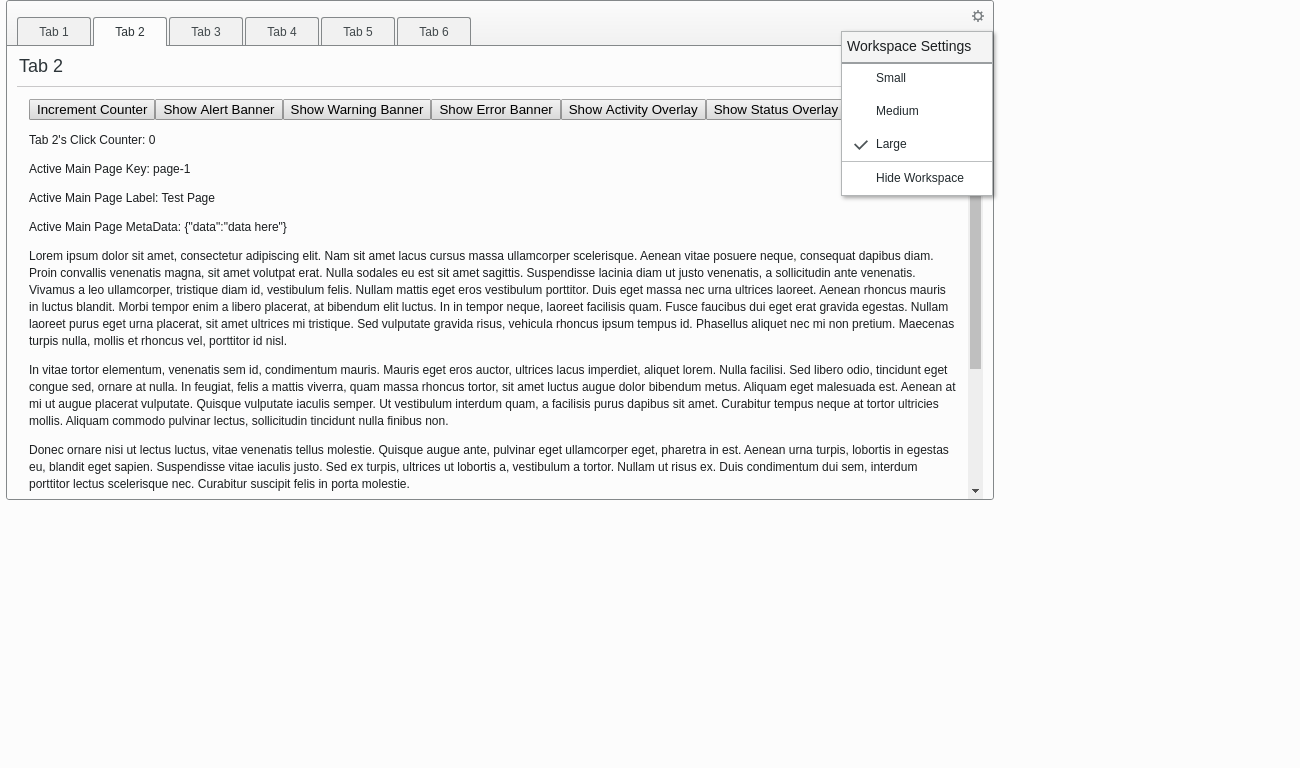 Tab 1
Tab 2
Tab 3
Tab 4
Tab 5
Tab 6
Workspace Settings
Small
Medium
Large
Hide Workspace
Tab 2
Increment Counter
Show Alert Banner
Show Warning Banner
Show Error Banner
Show Activity Overlay
Show Status Overlay
Tab 2's Click Counter: 0
Active Main Page Key: page-1
Active Main Page Label: Test Page
Active Main Page MetaData: {"data":"data here"}
Lorem ipsum dolor sit amet, consectetur adipiscing elit. Nam sit amet lacus cursus massa ullamcorper scelerisque. Aenean vitae posuere neque, consequat dapibus diam.
Proin convallis venenatis magna, sit amet volutpat erat. Nulla sodales eu est sit amet sagittis. Suspendisse lacinia diam ut justo venenatis, a sollicitudin ante venenatis.
Vivamus a leo ullamcorper, tristique diam id, vestibulum felis. Nullam mattis eget eros vestibulum porttitor. Duis eget massa nec urna ultrices laoreet. Aenean rhoncus mauris
in luctus blandit. Morbi tempor enim a libero placerat, at bibendum elit luctus. In in tempor neque, laoreet facilisis quam. Fusce faucibus dui eget erat gravida egestas. Nullam
laoreet purus eget urna placerat, sit amet ultrices mi tristique. Sed vulputate gravida risus, vehicula rhoncus ipsum tempus id. Phasellus aliquet nec mi non pretium. Maecenas
turpis nulla, mollis et rhoncus vel, porttitor id nisl.
In vitae tortor elementum, venenatis sem id, condimentum mauris. Mauris eget eros auctor, ultrices lacus imperdiet, aliquet lorem. Nulla facilisi. Sed libero odio, tincidunt eget
congue sed, ornare at nulla. In feugiat, felis a mattis viverra, quam massa rhoncus tortor, sit amet luctus augue dolor bibendum metus. Aliquam eget malesuada est. Aenean at
mi ut augue placerat vulputate. Quisque vulputate iaculis semper. Ut vestibulum interdum quam, a facilisis purus dapibus sit amet. Curabitur tempus neque at tortor ultricies
mollis. Aliquam commodo pulvinar lectus, sollicitudin tincidunt nulla finibus non.
Donec ornare nisi ut lectus luctus, vitae venenatis tellus molestie. Quisque augue ante, pulvinar eget ullamcorper eget, pharetra in est. Aenean urna turpis, lobortis in egestas
eu, blandit eget sapien. Suspendisse vitae iaculis justo. Sed ex turpis, ultrices ut lobortis a, vestibulum a tortor. Nullam ut risus ex. Duis condimentum dui sem, interdum
porttitor lectus scelerisque nec. Curabitur suscipit felis in porta molestie.